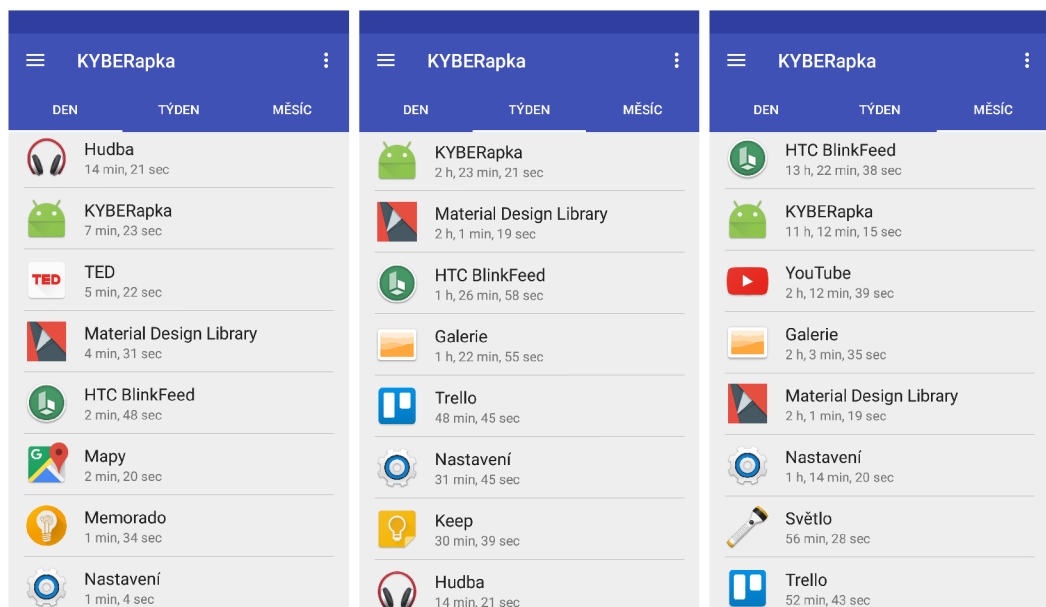 KYBERapka
DEN TÝDEN MĚSÍC
Hudba
14 min, 21 sec
KYBERapka
7 min, 23 sec
TED
TED
5 min, 22 sec
Material Design Library
4 min, 31 sec
HTC BlinkFeed
2 min, 48 sec
G
Mapy
2 min, 20 sec
Memorado
1 min, 34 sec
Nastavení
1 min, 4 sec
KYBERapka
DEN TÝDEN MĚSÍC
KYBERapka
2 h, 23 min, 21 sec
Material Design Library
2 h, 1 min, 19 sec
HTC BlinkFeed
1 h, 26 min, 58 sec
Galerie
1 h, 22 min, 55 sec
Trello
48 min, 45 sec
Nastavení
31 min, 45 sec
Keep
30 min, 39 sec
Hudba
14 min, 21 sec
KYBERapka
DEN TÝDEN MĚSÍC
HTC BlinkFeed
13 h, 22 min, 38 sec
KYBERapka
11 h, 12 min, 15 sec
YouTube
2 h, 12 min, 39 sec
Galerie
2 h, 3 min, 35 sec
Material Design Library
2 h, 1 min, 19 sec
Nastavení
1 h, 14 min, 20 sec
Světlo
56 min, 28 sec
Trello
52 min, 43 sec